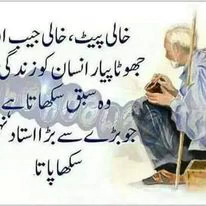 خالی پیٹ، خالی جیب ا
جھوٹا پیار انسان کو زندگی
وہ سبق سکھاتا ہے
جو بڑے سے بڑا استاد نہ
سکھا پاتا